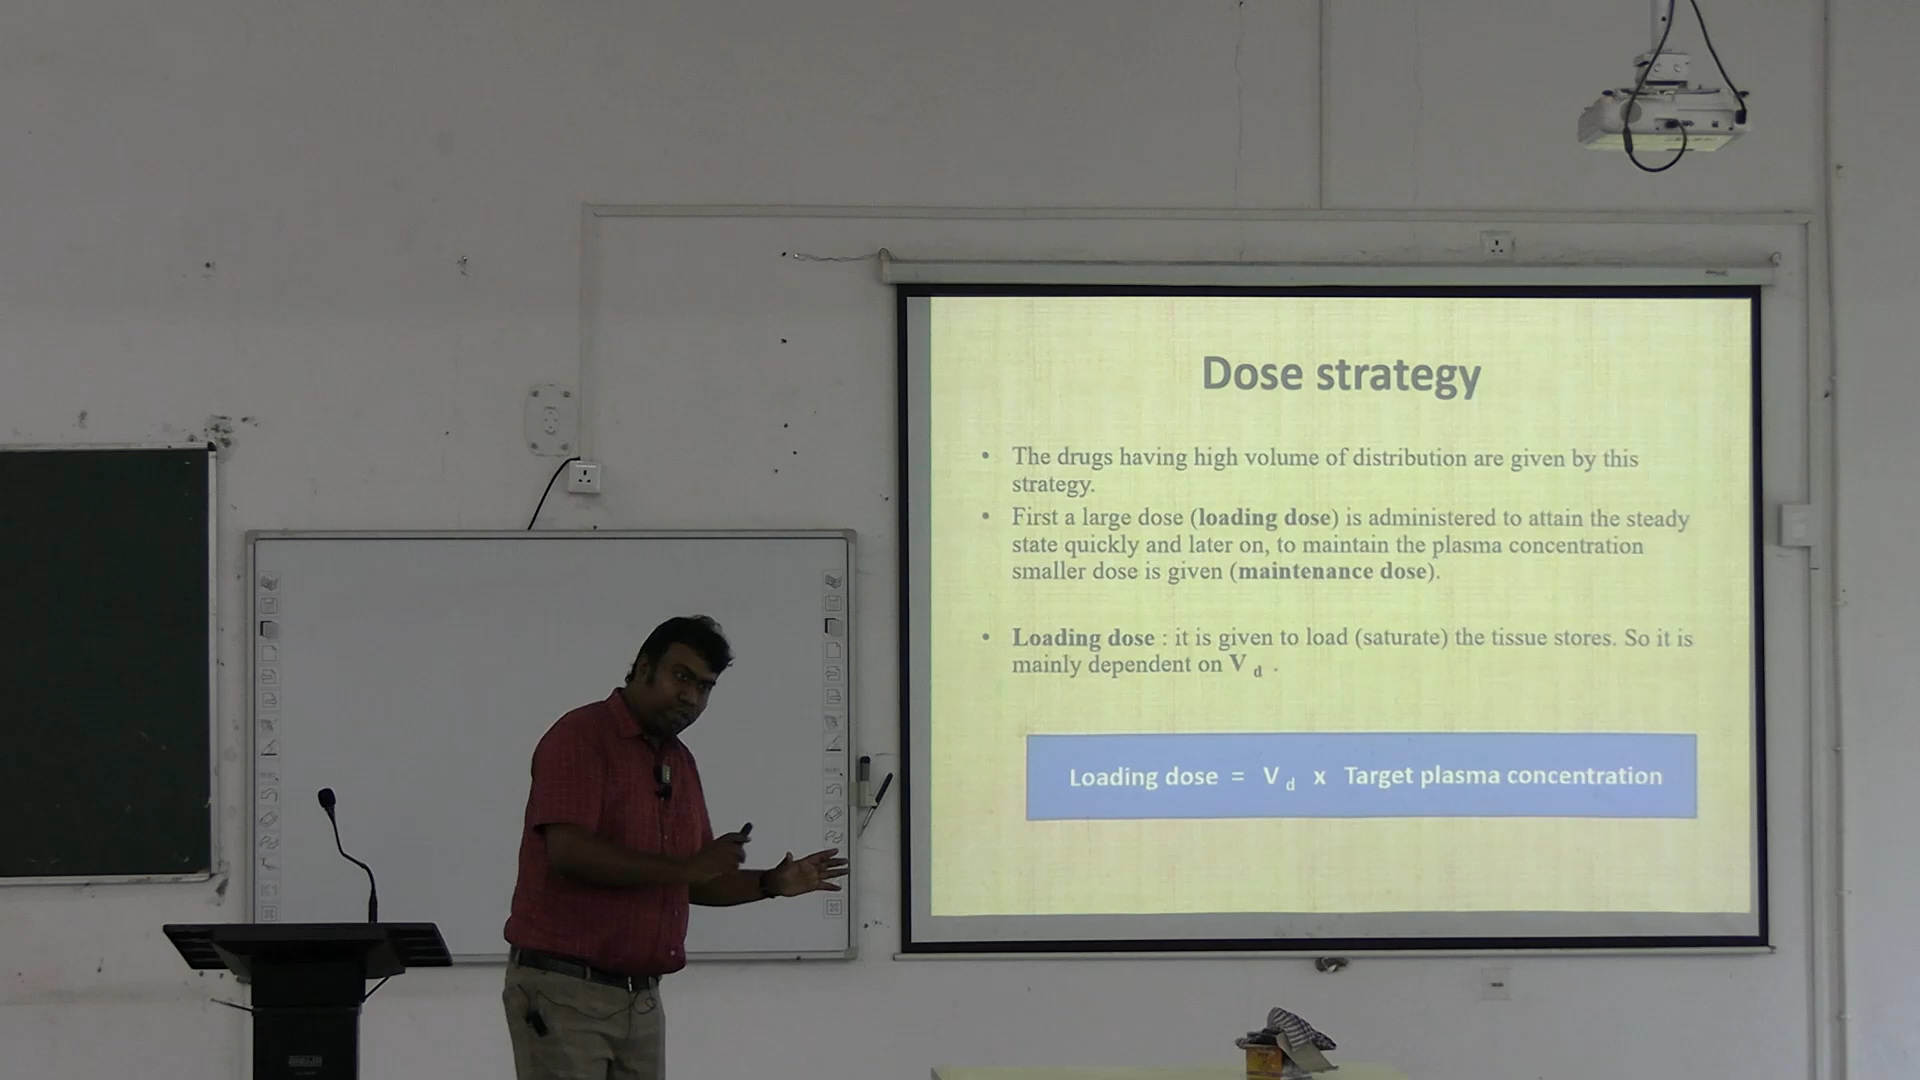 Dose strategy
• The drugs having high volume of distribution are given by this
strategy.
• First a large dose (loading dose) is administered to attain the steady
state quickly and later on, to maintain the plasma concentration
smaller dose is given (maintenance dose).
• Loading dose : it is given to load (saturate) the tissue stores. So it is
mainly dependent on V d .
Loading dose = V d x Target plasma concentration